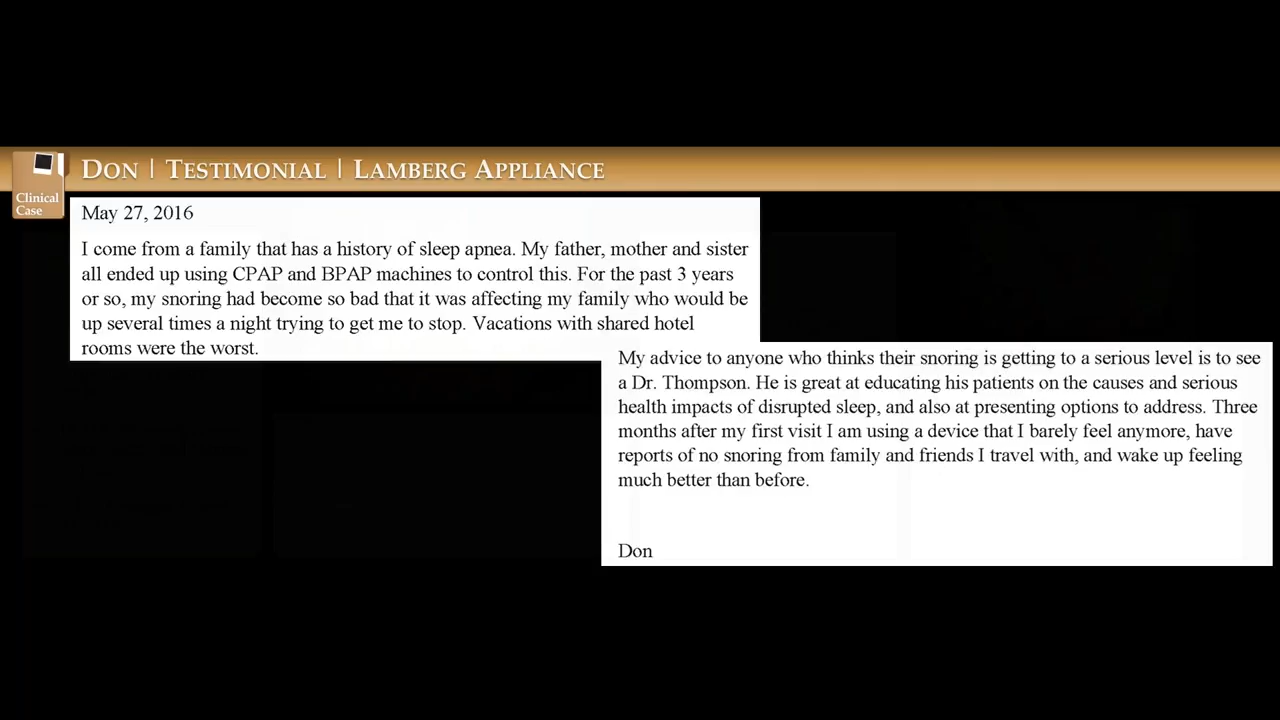 DON | TESTIMONIAL | LAMBERG APPLIANCE
Clinical
Case
May 27, 2016
I come from a family that has a history of sleep apnea. My father, mother and sister
all ended up using CPAP and BPAP machines to control this. For the past 3 years
or so, my snoring had become so bad that it was affecting my family who would be
up several times a night trying to get me to stop. Vacations with shared hotel
rooms were the worst.
My advice to anyone who thinks their snoring is getting to a serious level is to see
a Dr. Thompson. He is great at educating his patients on the causes and serious
health impacts of disrupted sleep, and also at presenting options to address. Three
months after my first visit I am using a device that I barely feel anymore, have
reports of no snoring from family and friends I travel with, and wake up feeling
much better than before.
Don